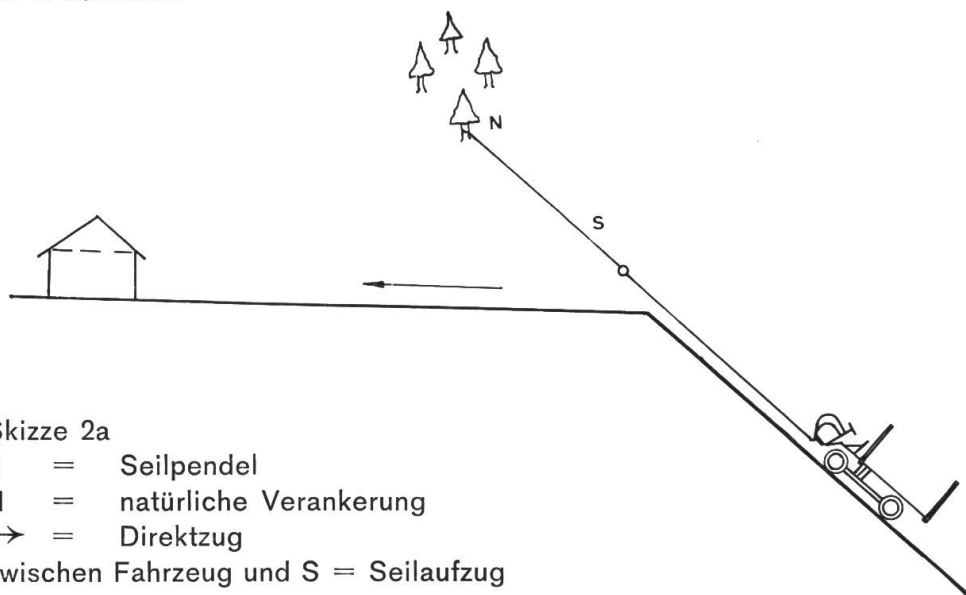 N
S
Skizze 2a
= Seilpendel
= natürliche Verankerung
→ = Direktzug
wischen Fahrzeug und S = Seilaufzug